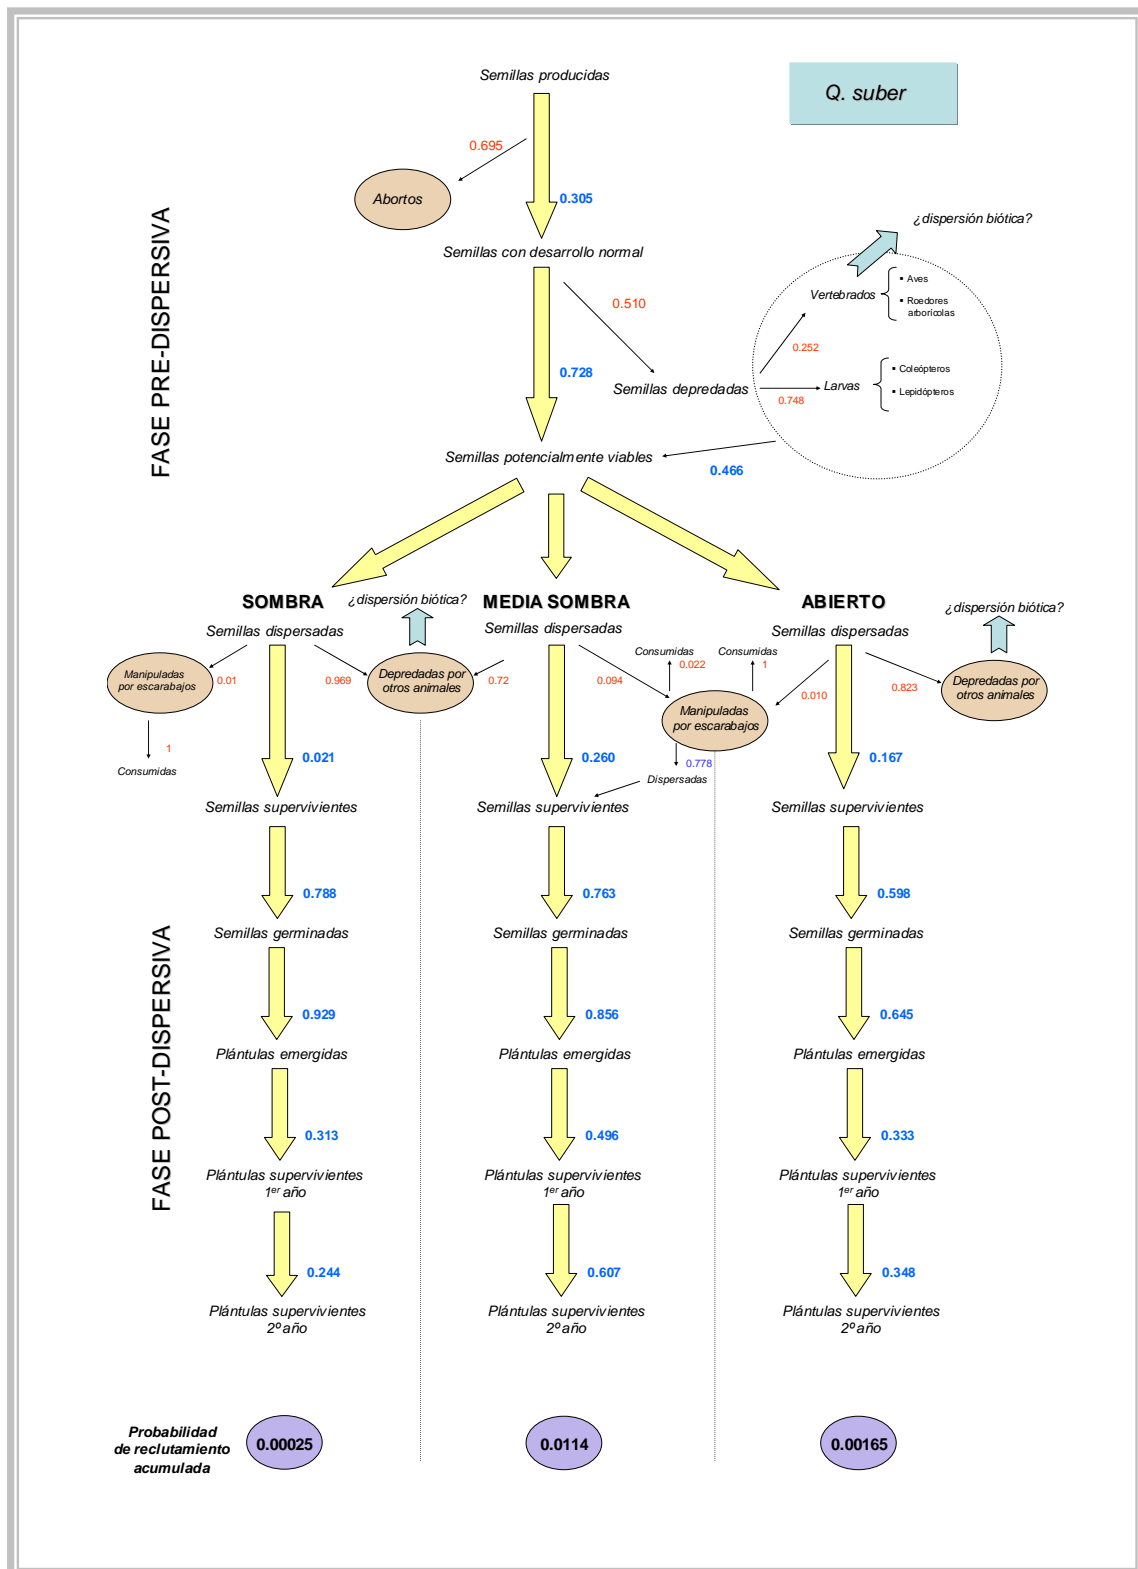 Semillas producidas
Q. suber
0.695
Abortos
0.305
¿dispersión biótica?
Semillas con desarrollo normal
FASE PRE-DISPERSIVA
▪ Aves
Vertebrados
▪ Roedores
arborícolas
0.510
0.252
0.728
▪ Coleópteros
Semillas depredadas
Larvas
▪ Lepidópteros
0.748
Semillas potencialmente viables
0.466
SOMBRA
¿dispersión biótica?
MEDIA SOMBRA
ABIERTO
¿dispersión biótica?
Semillas dispersadas
Semillas dispersadas
Semillas dispersadas
Consumidas
Consumidas
0.022
1
Manipuladas
por escarabajos
0.01
0.969
Depredadas por
otros animales
0.72
0.094
Manipuladas
por escarabajos
0.010
0.823
Depredadas por
otros animales
1
Consumidas
0.021
0.260
0.778
Dispersadas
0.167
Semillas supervivientes
Semillas supervivientes
Semillas supervivientes
0.788
0.763
0.598
FASE POST-DISPERSIVA
Semillas germinadas
Semillas germinadas
Semillas germinadas
0.929
0.856
0.645
Plántulas emergidas
Plántulas emergidas
Plántulas emergidas
0.313
0.496
0.333
Plántulas supervivientes
1er año
Plántulas supervivientes
1er año
Plántulas supervivientes
1er año
0.244
0.607
0.348
Plántulas supervivientes
2º año
Plántulas supervivientes
2º año
Plántulas supervivientes
2º año
Probabilidad
de reclutamiento
acumulada
0.00025
0.0114
0.00165